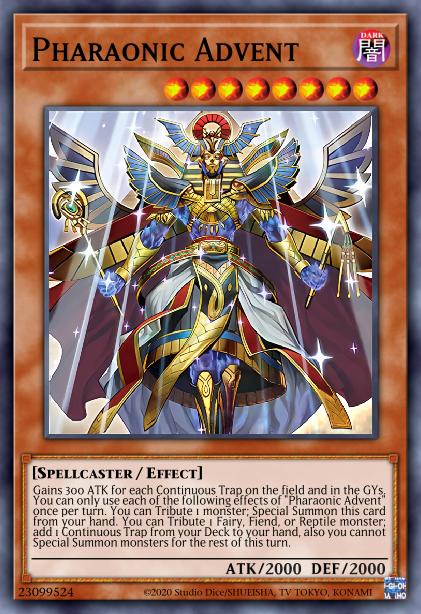 PHARAONIC ADVENT
DARK
闇
[SPELLCASTER / EFFECT]
Gains 300 ATK for each Continuous Trap on the field and in the GYs.
You can only use each of the following effects of "Pharaonic Advent"
once per turn. You can Tribute 1 monster; Special Summon this card
from your hand. You can Tribute 1 Fairy, Fiend, or Reptile monster;
add 1 Continuous Trap from your Deck to your hand, also you cannot
Special Summon monsters for the rest of this turn.
ATK/2000 DEF/2000
23099524 ©2020 Studio Dice/SHUEISHA, TV TOKYO, KONAMI